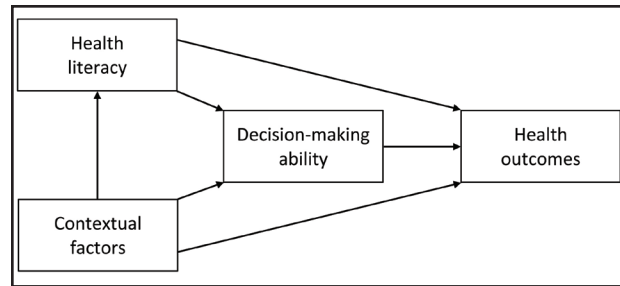 Health
literacy
Decision-making
ability
Health
outcomes
Contextual
factors